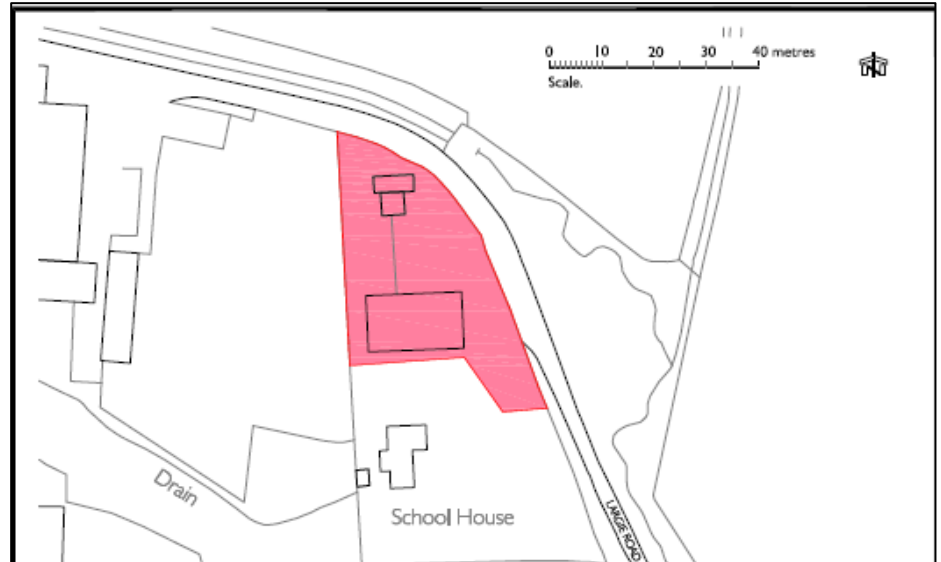 0 10 20 30 40 metres
Scale.
Drain
School House
LARGIE ROAD